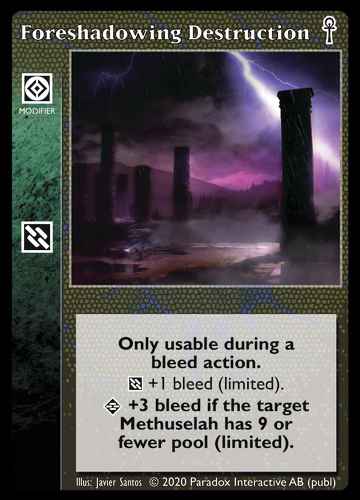 Foreshadowing Destruction
MODIFIER
Only usable during a
bleed action.
+1 bleed (limited).
+3 bleed if the target
Methuselah has 9 or
fewer pool (limited).
Illus: Javier Santos © 2020 Paradox Interactive AB (publ)